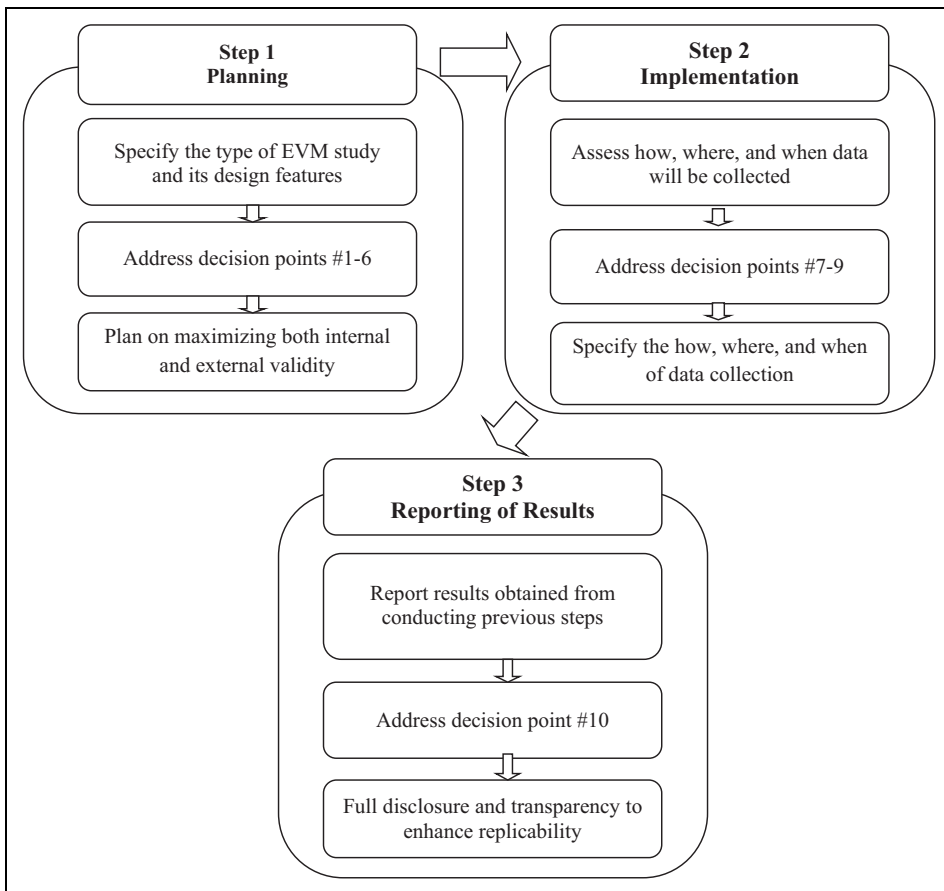 Step 1
Planning
Specify the type of EVM study
and its design features
Address decision points #1-6
Plan on maximizing both internal
and external validity
Step 2
Implementation
Assess how, where, and when data
will be collected
Address decision points #7-9
Specify the how, where, and when
of data collection
Step 3
Reporting of Results
Report results obtained from
conducting previous steps
Address decision point #10
Full disclosure and transparency to
enhance replicability